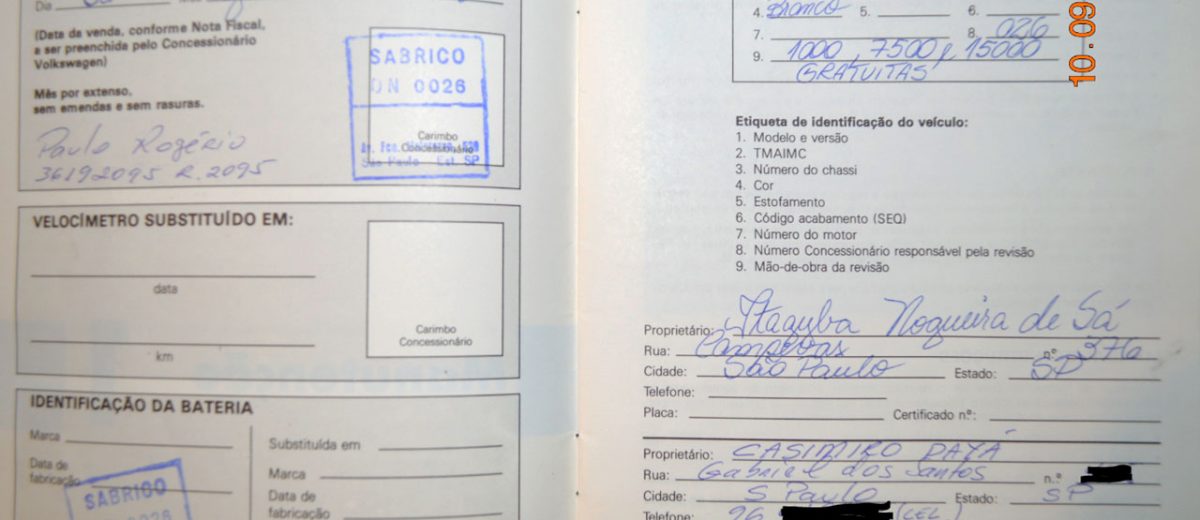 Dia
(Data da venda, conforme Nota Fiscal,
a ser preenchida pelo Concessionário
Volkswagen)
Mês por extenso,
sem emendas e sem rasuras.
Paulo Rogério
36192095 R. 2095
SABRICO
DN 0026
Carimbo
Concessionário
São Paulo Est. SP
VELOCÍMETRO SUBSTITUÍDO EM:
data
km
Carimbo
Concessionário
IDENTIFICAÇÃO DA BATERIA
Marca
Data de
fabricação
SABRICO
0026
Substituída em
Marca
Data de
fabricação
4. Branco 5. 6.
7. 8. 026
9. 1000, 7500 15000
GRATUITAS
10.09
Etiqueta de identificação do veículo:
1. Modelo e versão
2. TMAIMC
3. Número do chassi
4. Cor
5. Estofamento
6. Código acabamento (SEQ)
7. Número do motor
8. Número Concessionário responsável pela revisão
9. Mão-de-obra da revisão
Proprietário: Itaguba Nogueira de Sá
Rua: n.º 376
Cidade: São Paulo Estado: SP
Telefone:
Placa: Certificado n.º:
Proprietário: CASIMIRO PAYÁ
Rua: Gabriel dos Santos n.º
Cidade: S Paulo Estado: SP
Telefone: 96 (CEL.)